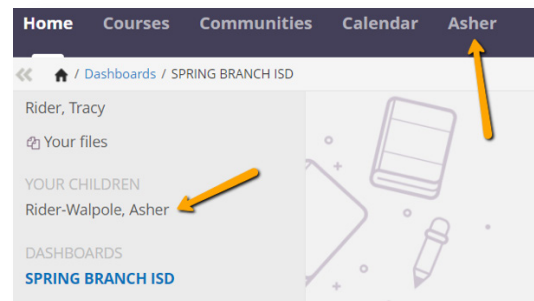 Home Courses Communities Calendar Asher
/ Dashboards / SPRING BRANCH ISD
Rider, Tracy
Your files
YOUR CHILDREN
Rider-Walpole, Asher
DASHBOARDS
SPRING BRANCH ISD